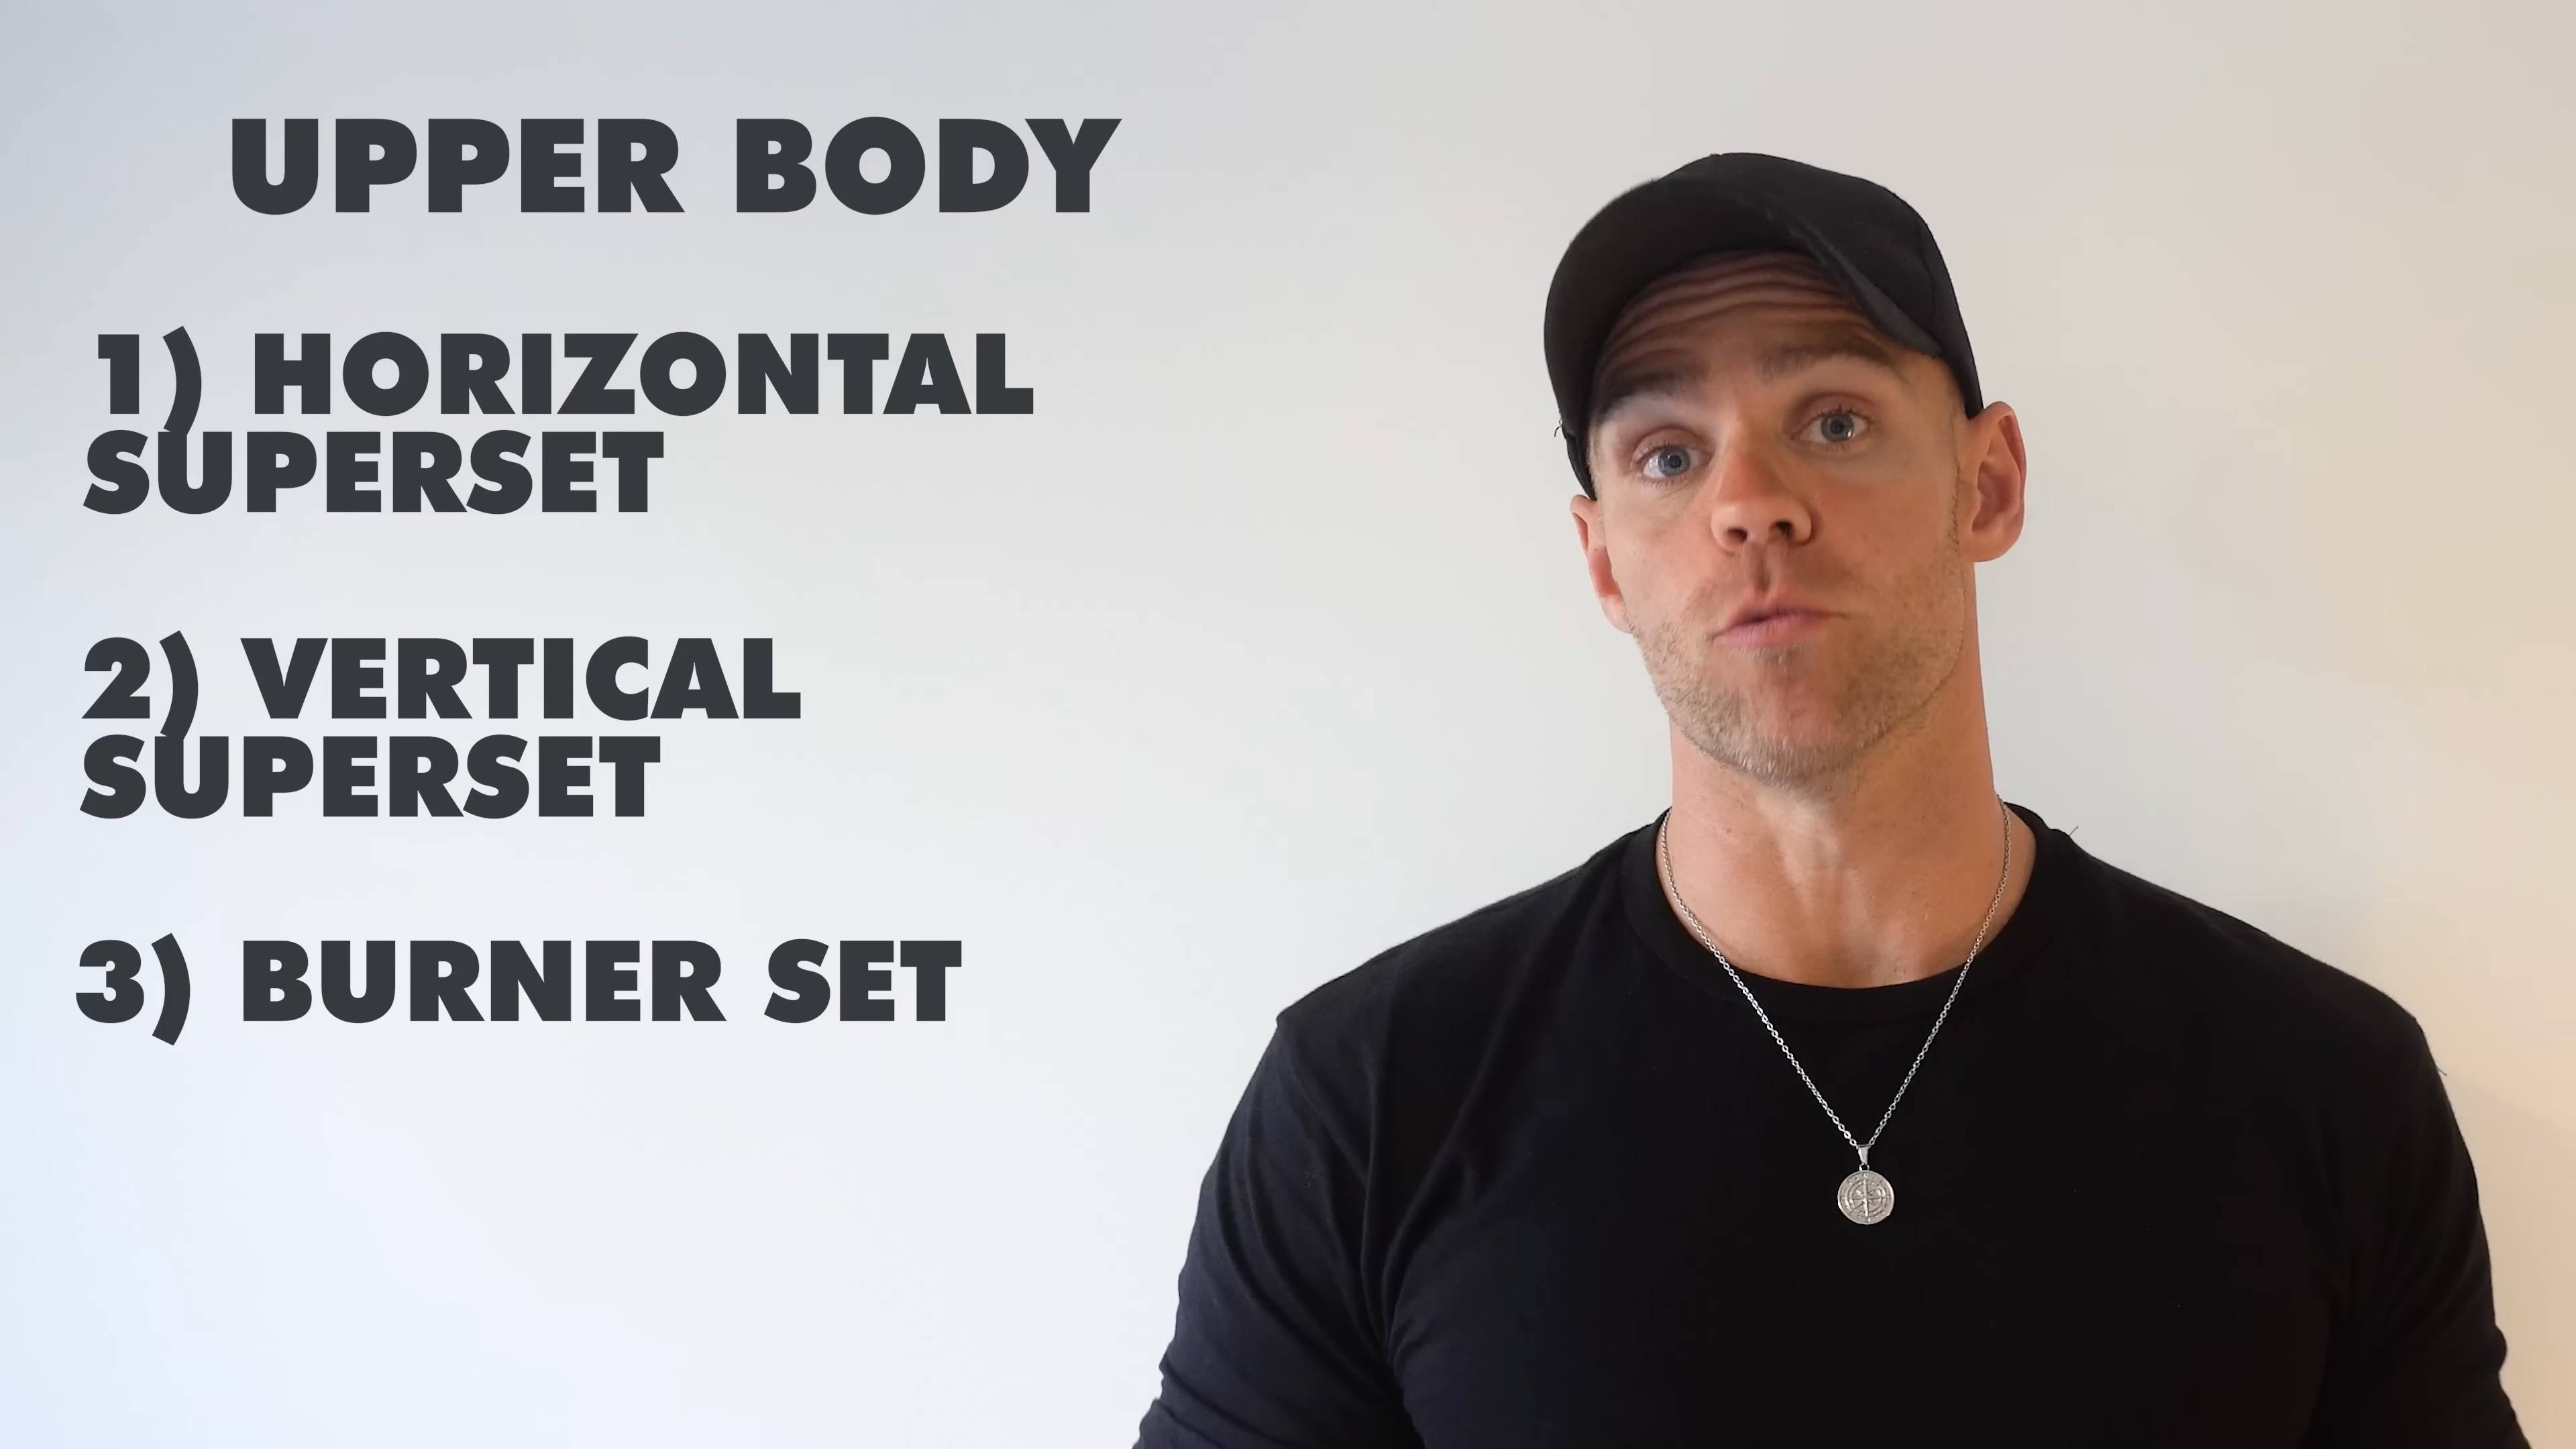 UPPER BODY
1) HORIZONTAL
SUPERSET
2) VERTICAL
SUPERSET
3) BURNER SET